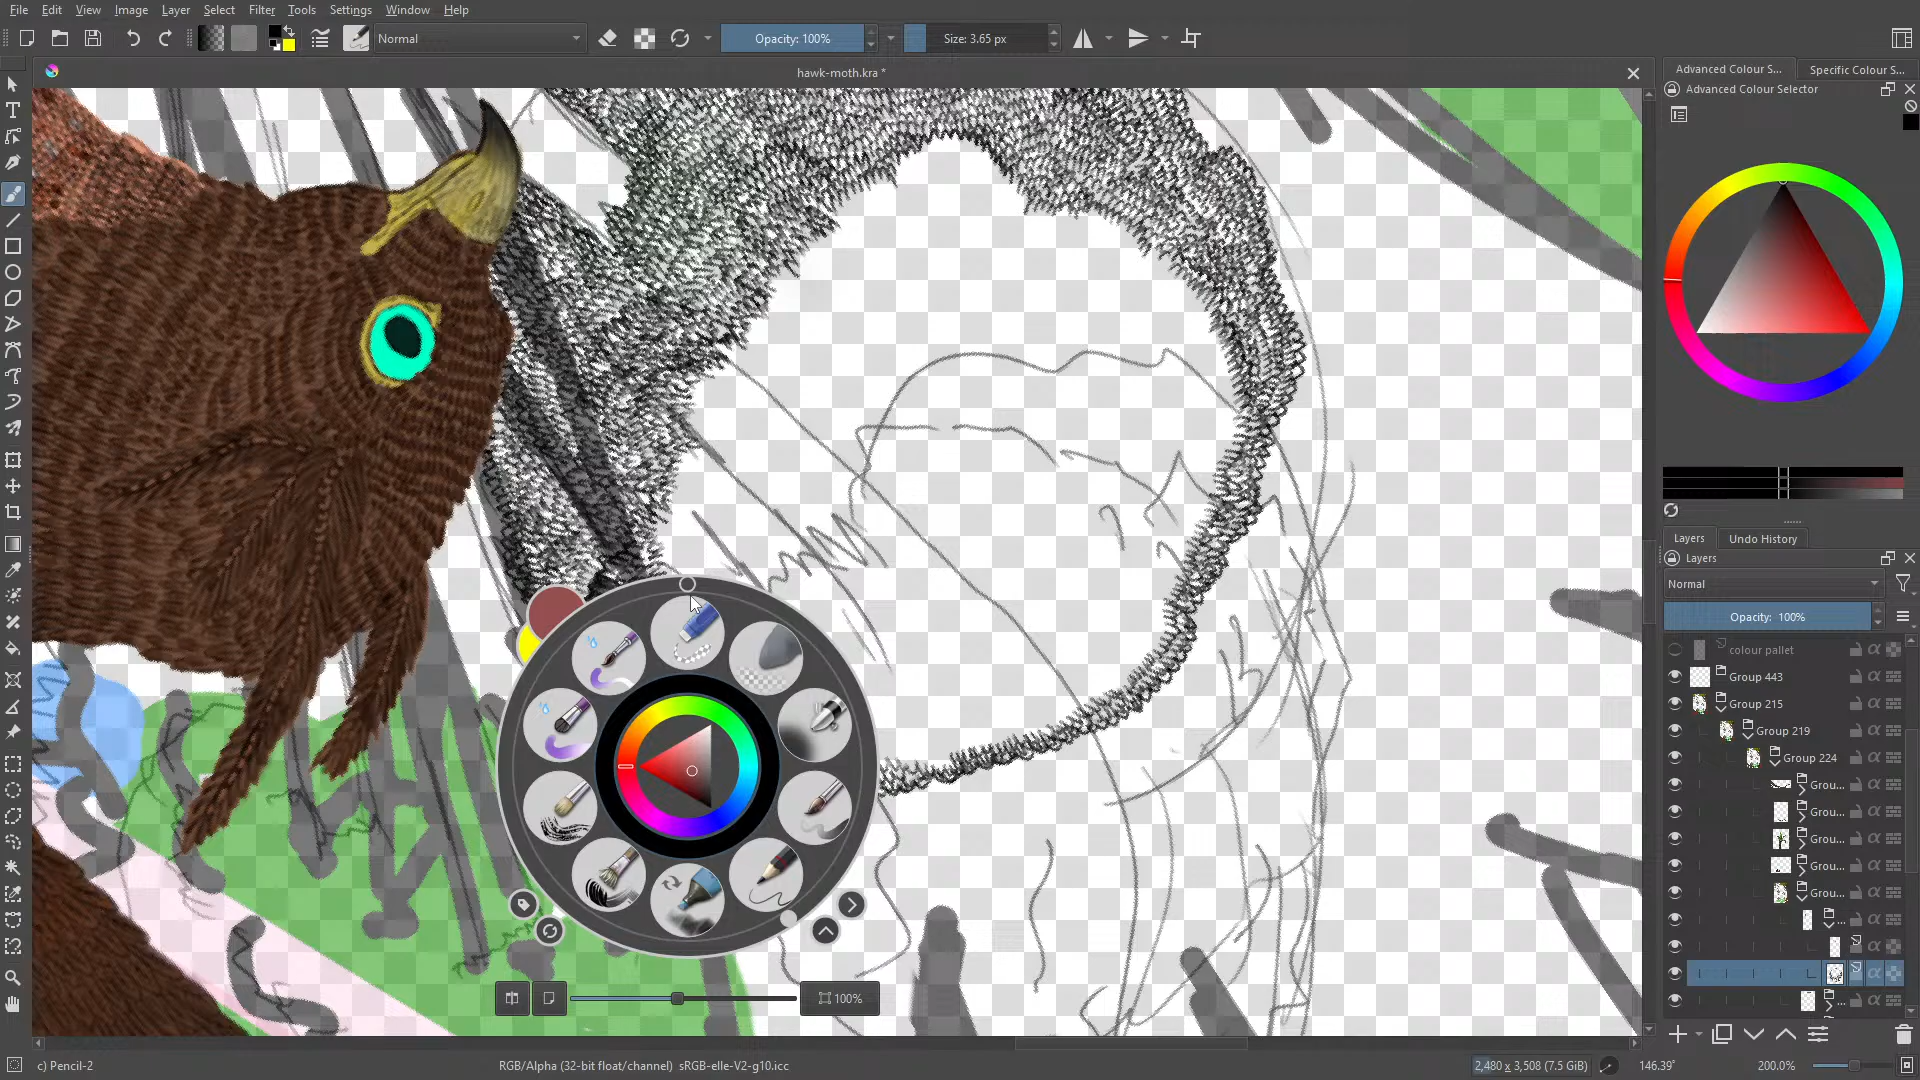 File Edit View Image Layer Select Filter Tools Settings Window Help
Normal
Opacity: 100%
Size: 3.65 px
hawk-moth.kra *
Advanced Colour S...
Specific Colour S...
Advanced Colour Selector
Layers
Undo History
Layers
Normal
Opacity: 100%
colour pallet
Group 443
Group 215
Group 219
Group 224
Grou...
Grou...
Grou...
Grou...
Grou...
...
...
100%
c) Pencil-2
RGB/Alpha (32-bit float/channel) sRGB-elle-V2-g10.icc
2,480 x 3,508 (7.5 GiB)
146.39°
200.0%